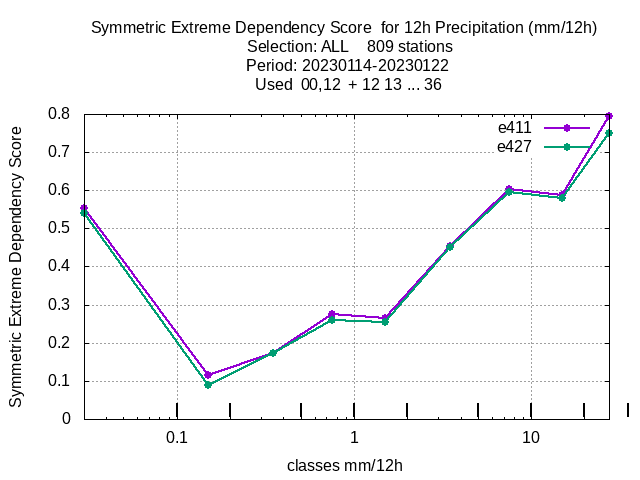 Symmetric Extreme Dependency Score  for 12h Precipitation (mm/12h)
Selection: ALL    809 stations
Period: 20230114-20230122
Used  00,12  + 12 13 ... 36
e411
e427
0.8
0.7
0.6
0.5
0.4
0.3
0.2
0.1
0
Symmetric Extreme Dependency Score
0.1
1
10
classes mm/12h